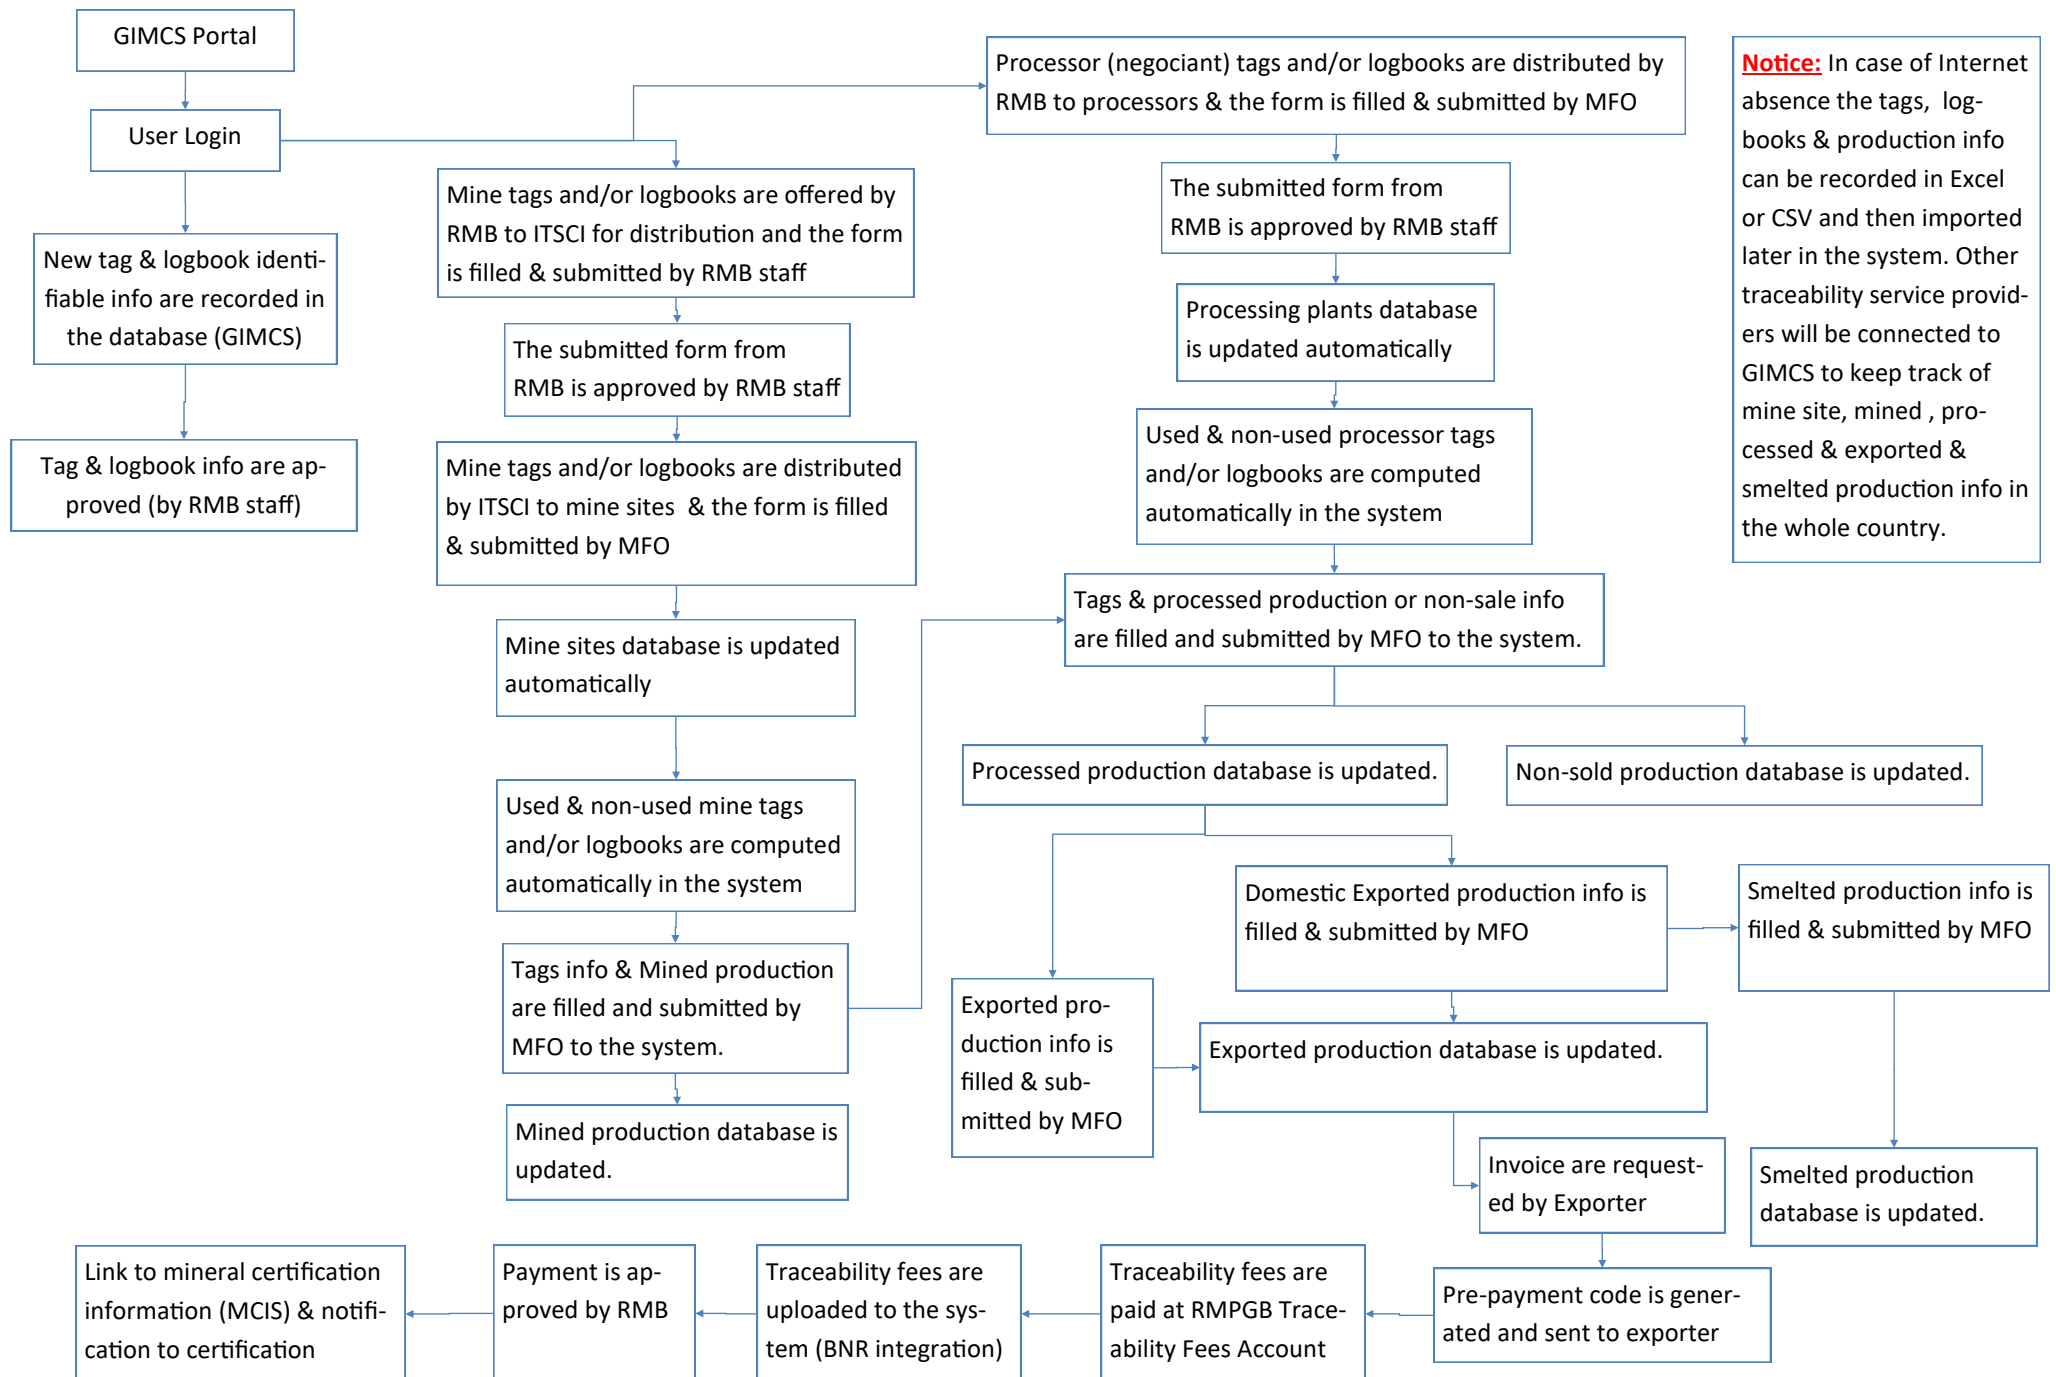 GIMCS Portal
User Login
New tag & logbook identi-
fiable info are recorded in
the database (GIMCS)
Tag & logbook info are ap-
proved (by RMB staff)
Mine tags and/or logbooks are offered by
RMB to ITSCI for distribution and the form
is filled & submitted by RMB staff
The submitted form from
RMB is approved by RMB staff
Mine tags and/or logbooks are distributed
by ITSCI to mine sites & the form is filled
& submitted by MFO
Mine sites database is updated
automatically
Used & non-used mine tags
and/or logbooks are computed
automatically in the system
Tags info & Mined production
are filled and submitted by
MFO to the system.
Mined production database is
updated.
Processor (negociant) tags and/or logbooks are distributed by
RMB to processors & the form is filled & submitted by MFO
The submitted form from
RMB is approved by RMB staff
Processing plants database
is updated automatically
Used & non-used processor tags
and/or logbooks are computed
automatically in the system
Tags & processed production or non-sale info
are filled and submitted by MFO to the system.
Processed production database is updated.
Non-sold production database is updated.
Exported pro-
duction info is
filled & sub-
mitted by MFO
Domestic Exported production info is
filled & submitted by MFO
Smelted production info is
filled & submitted by MFO
Exported production database is updated.
Smelted production
database is updated.
Invoice are request-
ed by Exporter
Pre-payment code is gener-
ated and sent to exporter
Traceability fees are
paid at RMPGB Trace-
ability Fees Account
Traceability fees are
uploaded to the sys-
tem (BNR integration)
Payment is ap-
proved by RMB
Link to mineral certification
information (MCIS) & notifi-
cation to certification
Notice: In case of Internet
absence the tags, log-
books & production info
can be recorded in Excel
or CSV and then imported
later in the system. Other
traceability service provid-
ers will be connected to
GIMCS to keep track of
mine site, mined , pro-
cessed & exported &
smelted production info in
the whole country.